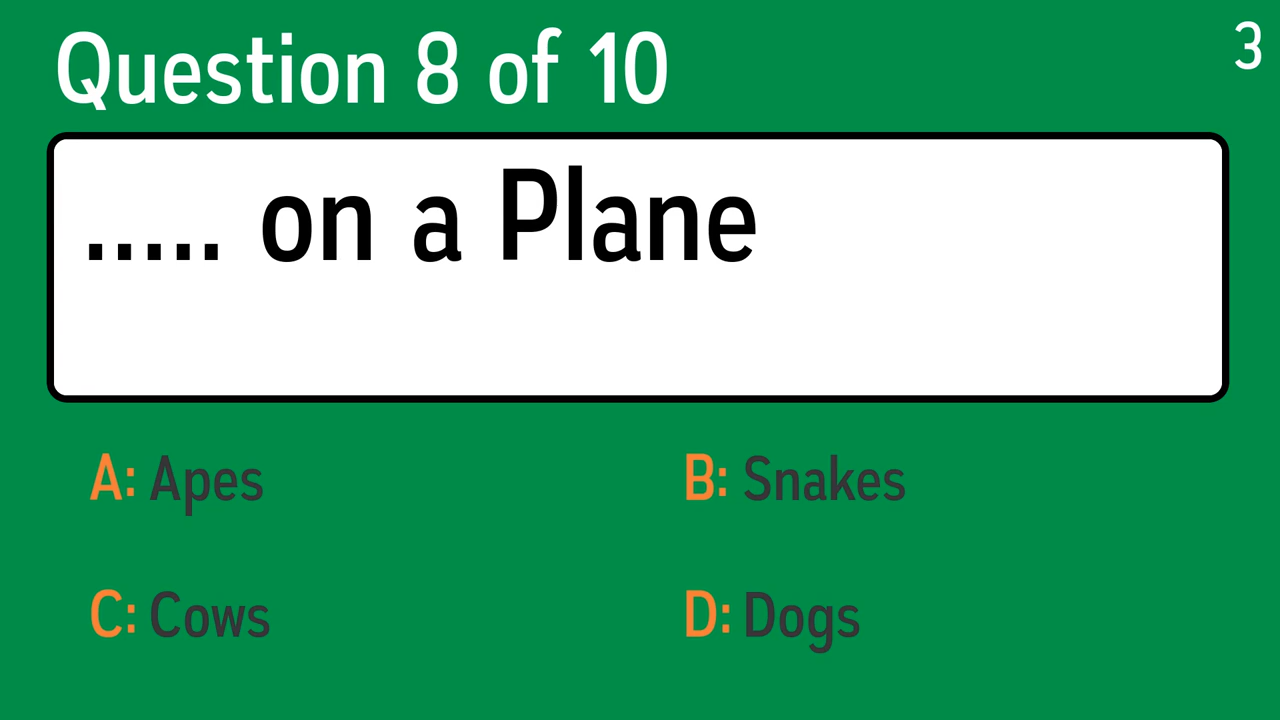 Question 8 of 10
3
..... on a Plane
A: Apes
B: Snakes
C: Cows
D: Dogs